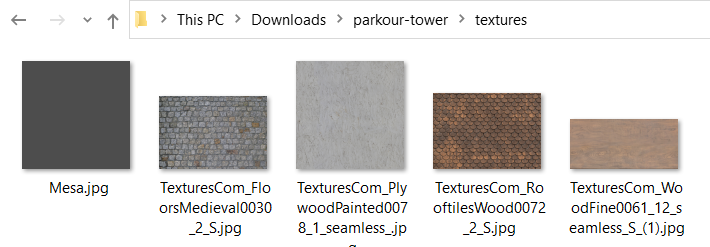 This PC > Downloads > parkour-tower > textures
Mesa.jpg
TexturesCom_Flo
orsMedieval0030
_2_S.jpg
TexturesCom_Ply
woodPainted007
8_1_seamless_.jp
g
TexturesCom_Ro
oftilesWood0072
_2_S.jpg
TexturesCom_Wo
odFine0061_12_s
eamless_S_(1).jpg